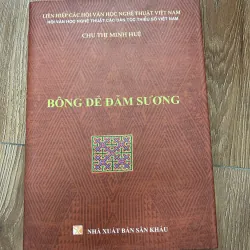 LIÊN HIỆP CÁC HỘI VĂN HỌC NGHỆ THUẬT VIỆT NAM
HỘI VĂN HỌC NGHỆ THUẬT CÁC DÂN TỘC THIỂU SỐ VIỆT NAM
CHU THỊ MINH HUỆ
BÔNG DẺ ĐẪM SƯƠNG
NHÀ XUẤT BẢN SÂN KHẤU